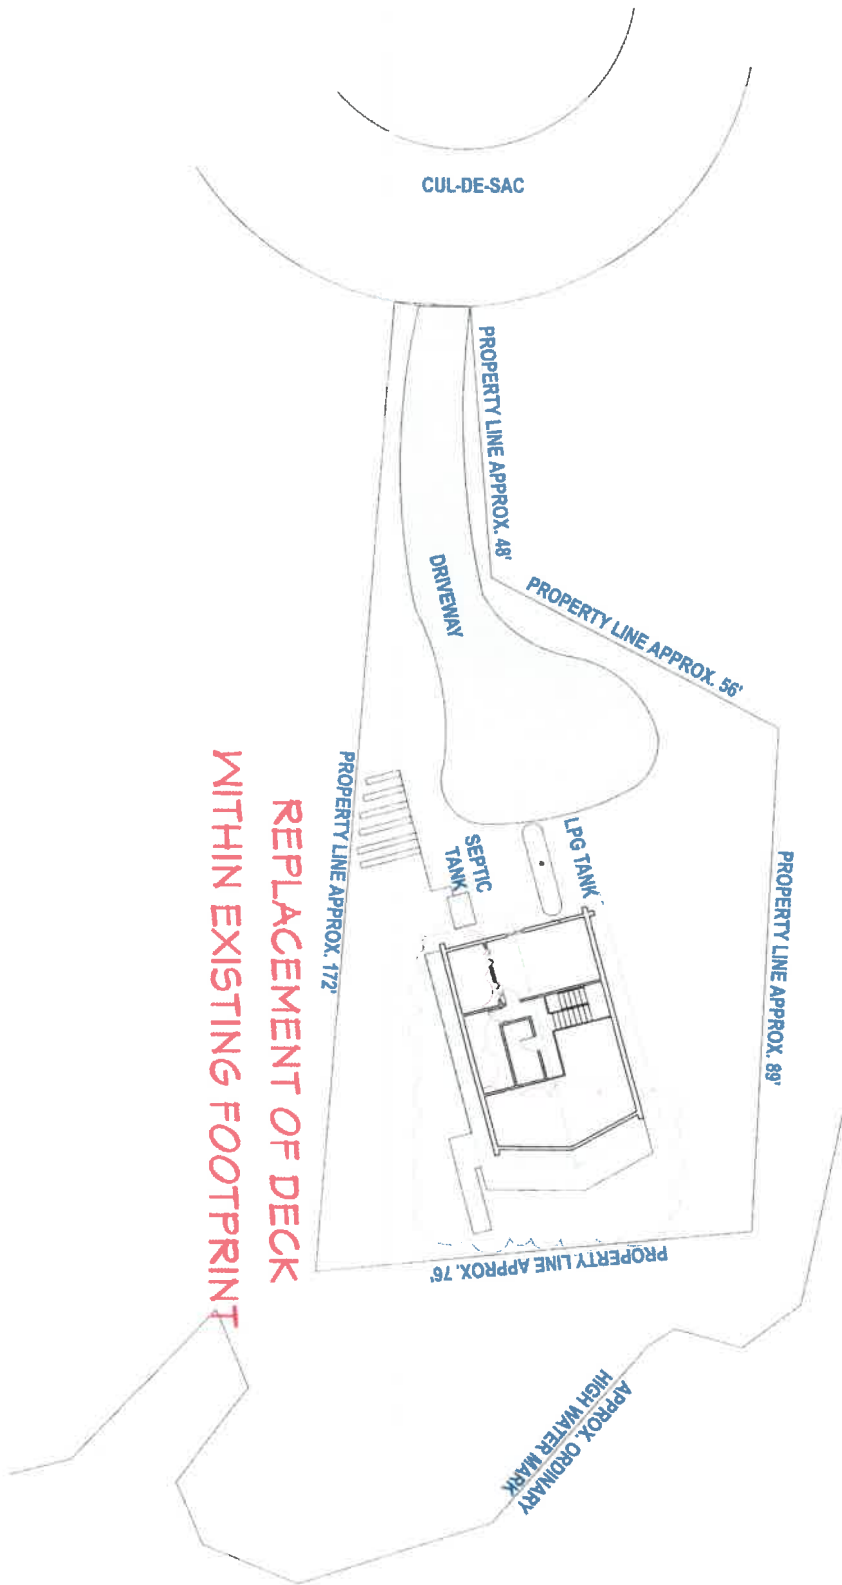 CUL-DE-SAC
PROPERTY LINE APPROX. 48'
DRIVEWAY
PROPERTY LINE APPROX. 56'
PROPERTY LINE APPROX. 172'
SEPTIC
TANK
LPG TANK
PROPERTY LINE APPROX. 89'
REPLACEMENT OF DECK
WITHIN EXISTING FOOTPRINT
PROPERTY LINE APPROX. 76'
APPROX. ORDINARY
HIGH WATER MARK